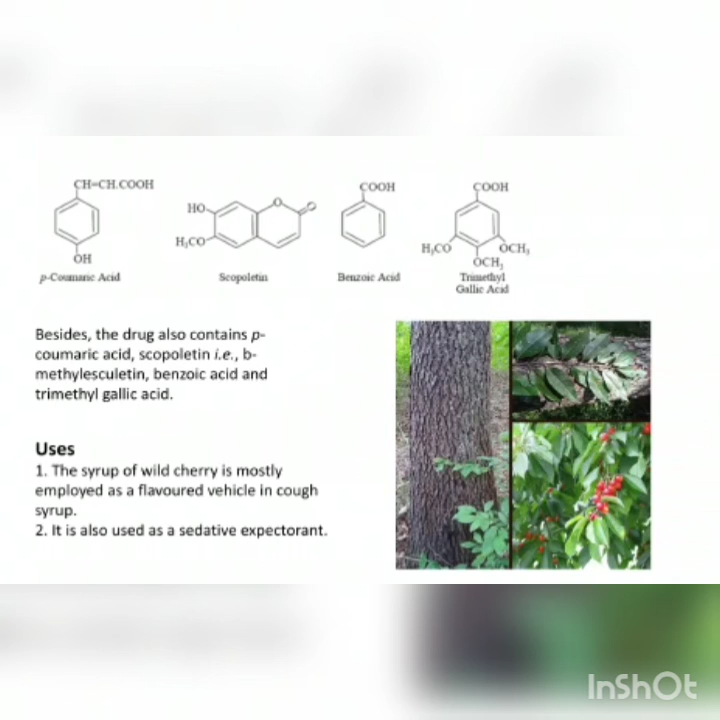 CH=CH.COOH
OH
p-Coumaric Acid
HO
O
O
H₃CO
Scopoletin
COOH
Benzoic Acid
COOH
H₃CO
OCH₃
OCH₃
Trimethyl
Gallic Acid
Besides, the drug also contains p-
coumaric acid, scopoletin i.e., b-
methylesculetin, benzoic acid and
trimethyl gallic acid.
Uses
1. The syrup of wild cherry is mostly
employed as a flavoured vehicle in cough
syrup.
2. It is also used as a sedative expectorant.
InShOt